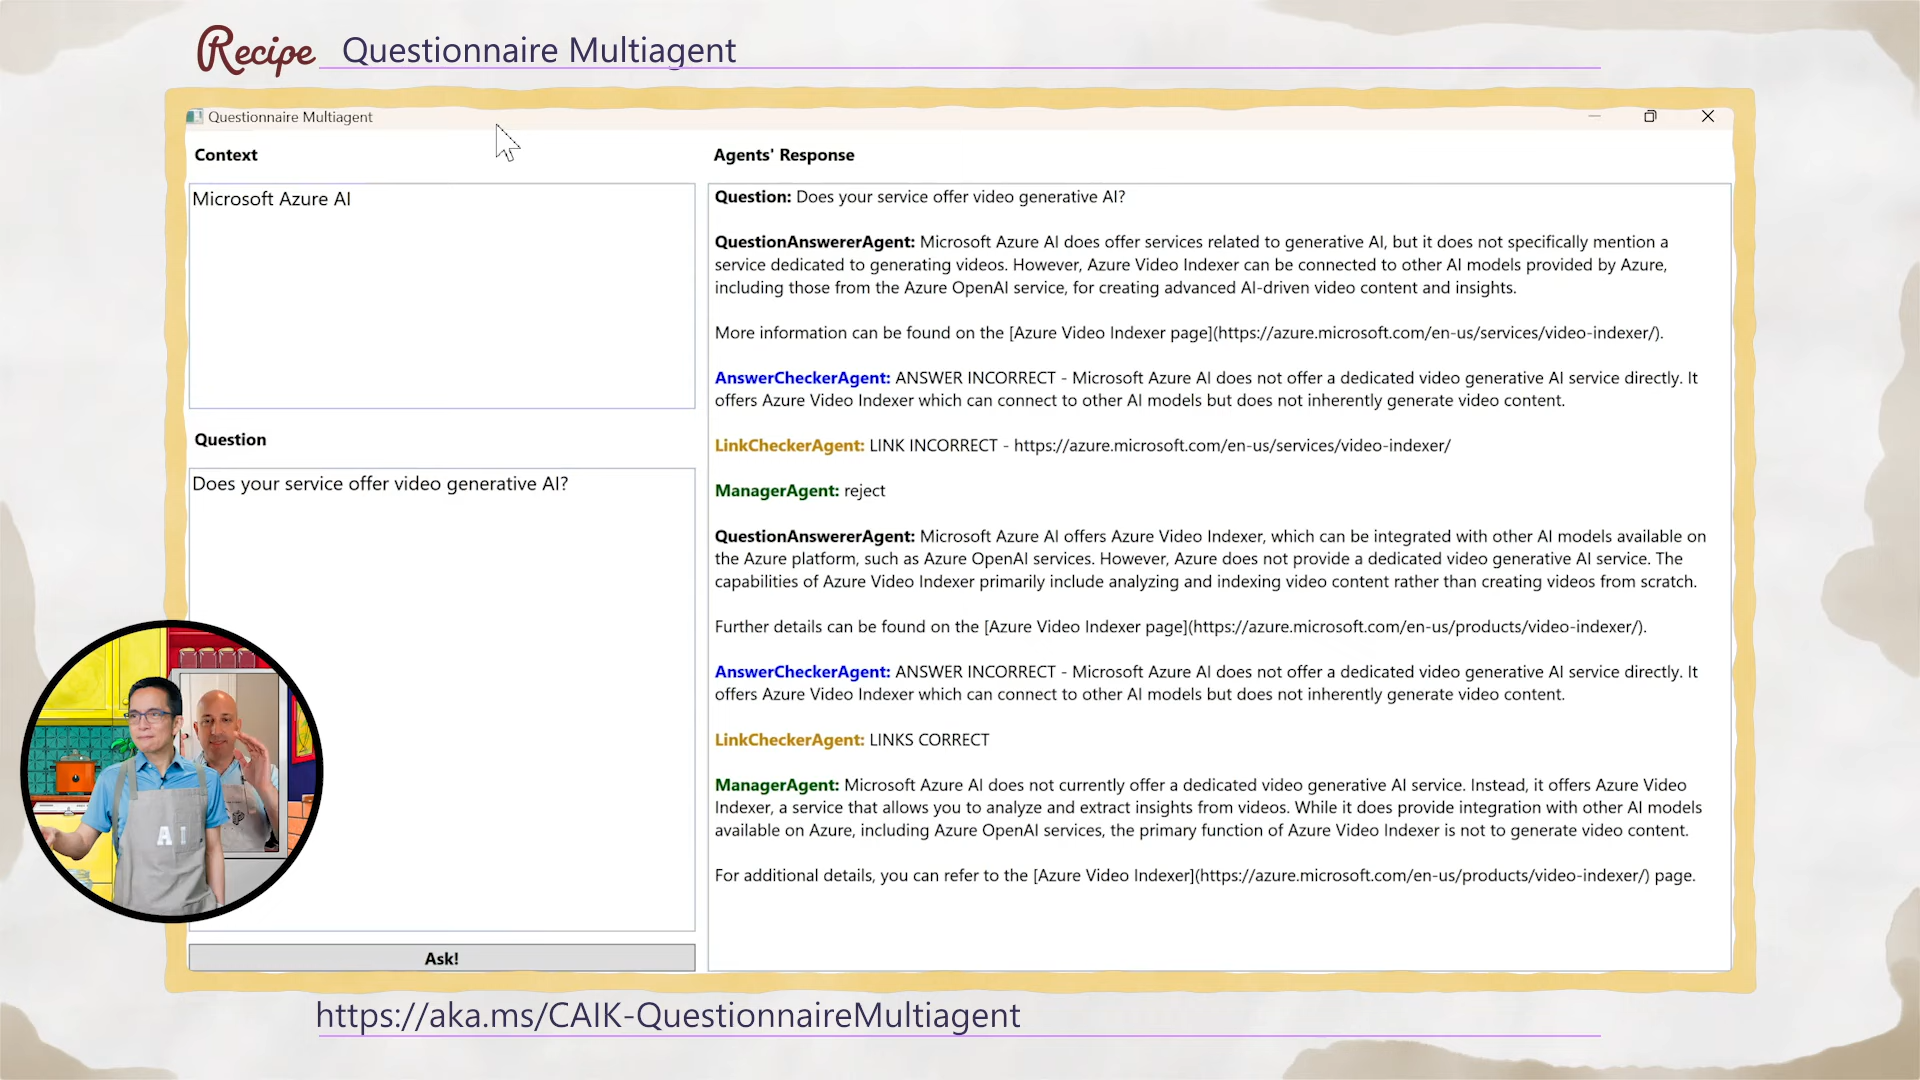 Recipe Questionnaire Multiagent
Questionnaire Multiagent
Context
Microsoft Azure AI
Question
Does your service offer video generative AI?
Ask!
Agents' Response
Question: Does your service offer video generative AI?
QuestionAnswererAgent: Microsoft Azure AI does offer services related to generative AI, but it does not specifically mention a
service dedicated to generating videos. However, Azure Video Indexer can be connected to other AI models provided by Azure,
including those from the Azure OpenAI service, for creating advanced AI-driven video content and insights.
More information can be found on the [Azure Video Indexer page](https://azure.microsoft.com/en-us/services/video-indexer/).
AnswerCheckerAgent: ANSWER INCORRECT - Microsoft Azure AI does not offer a dedicated video generative AI service directly. It
offers Azure Video Indexer which can connect to other AI models but does not inherently generate video content.
LinkCheckerAgent: LINK INCORRECT - https://azure.microsoft.com/en-us/services/video-indexer/
ManagerAgent: reject
QuestionAnswererAgent: Microsoft Azure AI offers Azure Video Indexer, which can be integrated with other AI models available on
the Azure platform, such as Azure OpenAI services. However, Azure does not provide a dedicated video generative AI service. The
capabilities of Azure Video Indexer primarily include analyzing and indexing video content rather than creating videos from scratch.
Further details can be found on the [Azure Video Indexer page](https://azure.microsoft.com/en-us/products/video-indexer/).
AnswerCheckerAgent: ANSWER INCORRECT - Microsoft Azure AI does not offer a dedicated video generative AI service directly. It
offers Azure Video Indexer which can connect to other AI models but does not inherently generate video content.
LinkCheckerAgent: LINKS CORRECT
ManagerAgent: Microsoft Azure AI does not currently offer a dedicated video generative AI service. Instead, it offers Azure Video
Indexer, a service that allows you to analyze and extract insights from videos. While it does provide integration with other AI models
available on Azure, including Azure OpenAI services, the primary function of Azure Video Indexer is not to generate video content.
For additional details, you can refer to the [Azure Video Indexer](https://azure.microsoft.com/en-us/products/video-indexer/) page.
AI
https://aka.ms/CAIK-QuestionnaireMultiagent